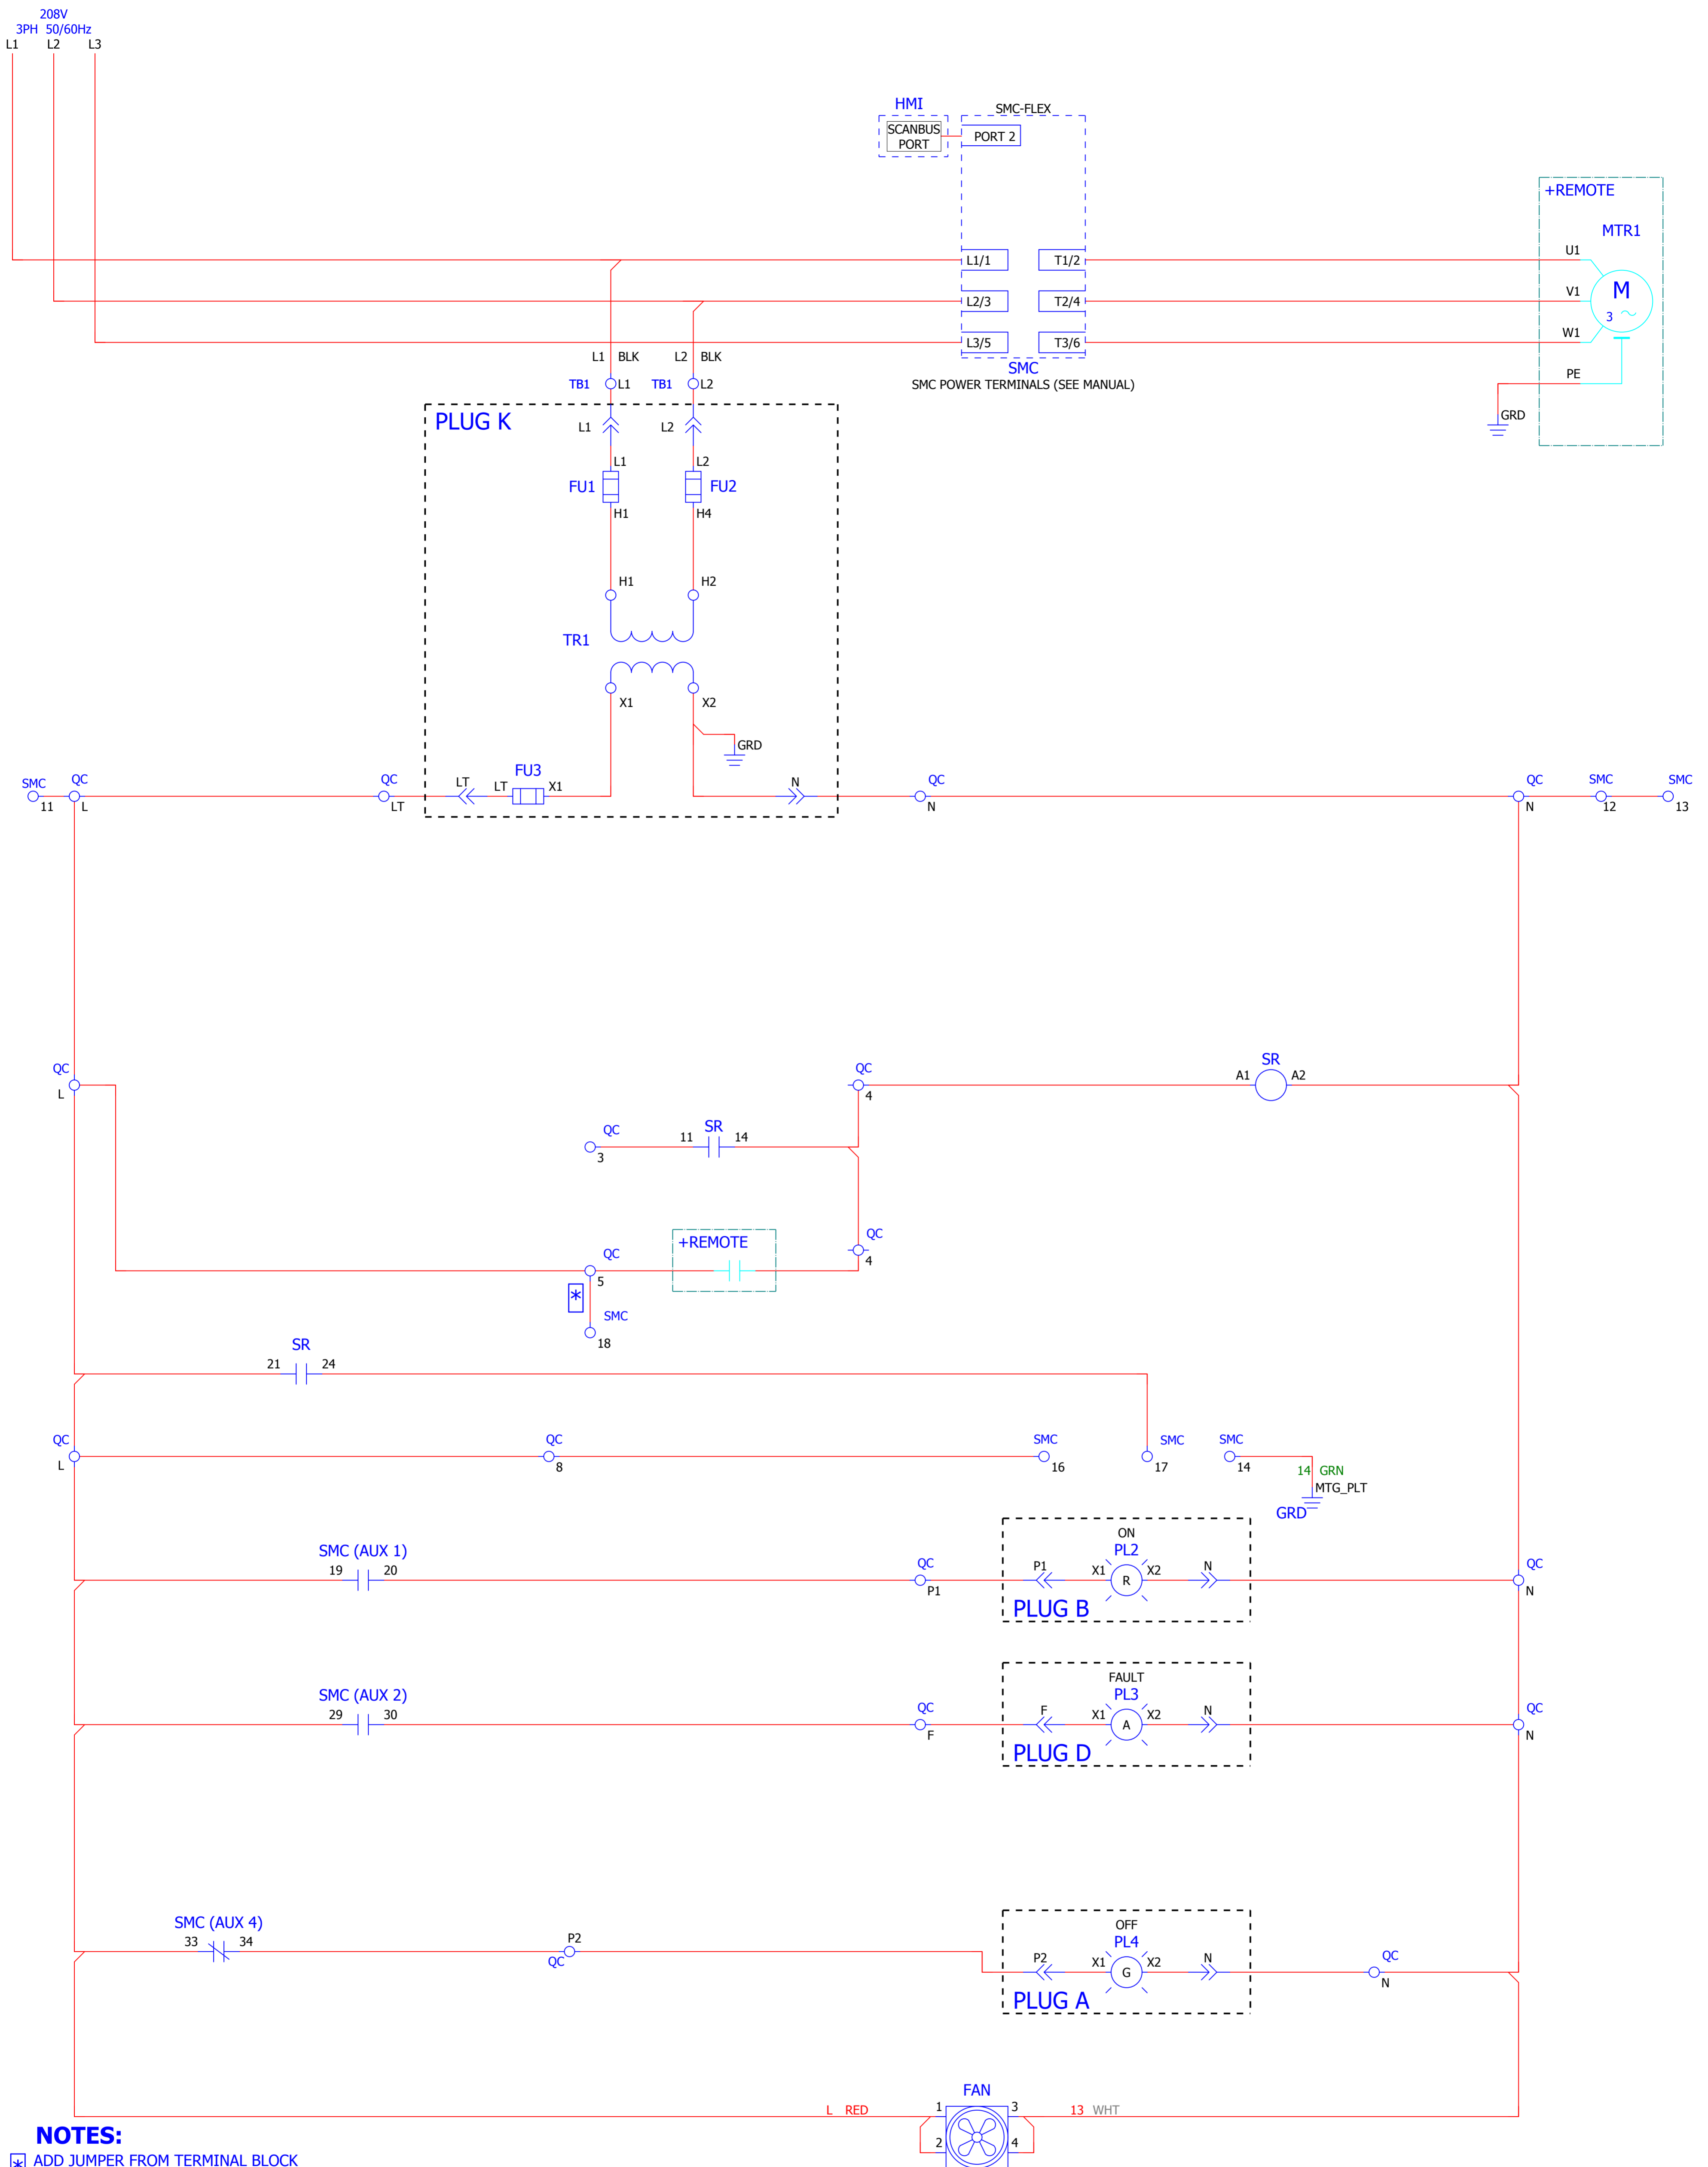 208V
3PH 50/60Hz
L1 L2 L3
HMI
SCANBUS
PORT
SMC-FLEX
PORT 2
+REMOTE
MTR1
L1/1 T1/2 U1
L2/3 T2/4 V1
M
3
L3/5 T3/6 W1
SMC
SMC POWER TERMINALS (SEE MANUAL)
PE
GRD
L1 BLK L2 BLK
TB1 L1 TB1 L2
PLUG K
L1 L2
L1 L2
FU1 FU2
H1 H4
H1 H2
TR1
X1 X2
GRD
SMC QC QC LT LT FU3 X1 N QC QC SMC SMC
11 L LT N N 12 13
QC QC SR
L 4 A1 A2
QC SR
3 11 14
QC +REMOTE QC
5 4
*
SMC
18
SR
21 24
QC QC SMC SMC SMC
L 8 16 17 14
14 GRN
MTG_PLT
GRD
SMC (AUX 1)
19 20
QC
P1
ON
PL2
P1 X1 R X2 N
PLUG B
QC
N
SMC (AUX 2)
29 30
QC
F
FAULT
PL3
F X1 A X2 N
PLUG D
QC
N
SMC (AUX 4)
33 34
P2
QC
OFF
PL4
P2 X1 G X2 N
PLUG A
QC
N
FAN
L RED 1 3 13 WHT
2 4
NOTES:
* ADD JUMPER FROM TERMINAL BLOCK